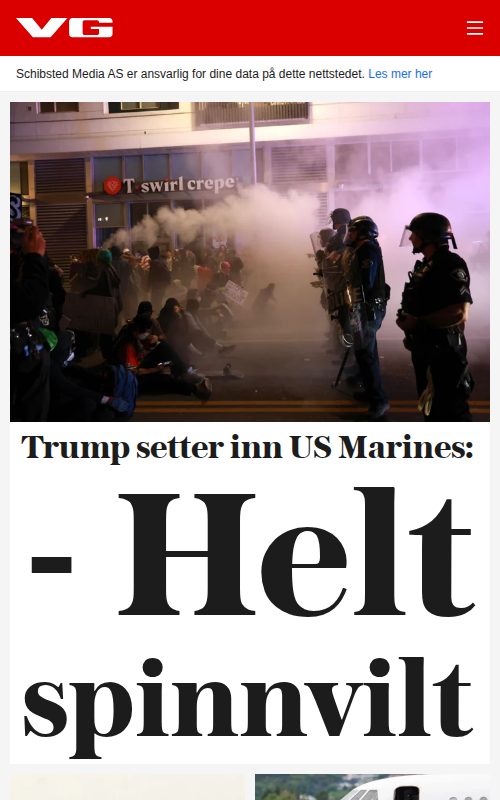 VG
Schibsted Media AS er ansvarlig for dine data på dette nettstedet. Les mer her
T swirl crepe
Trump setter inn US Marines:
- Helt
spinnvilt